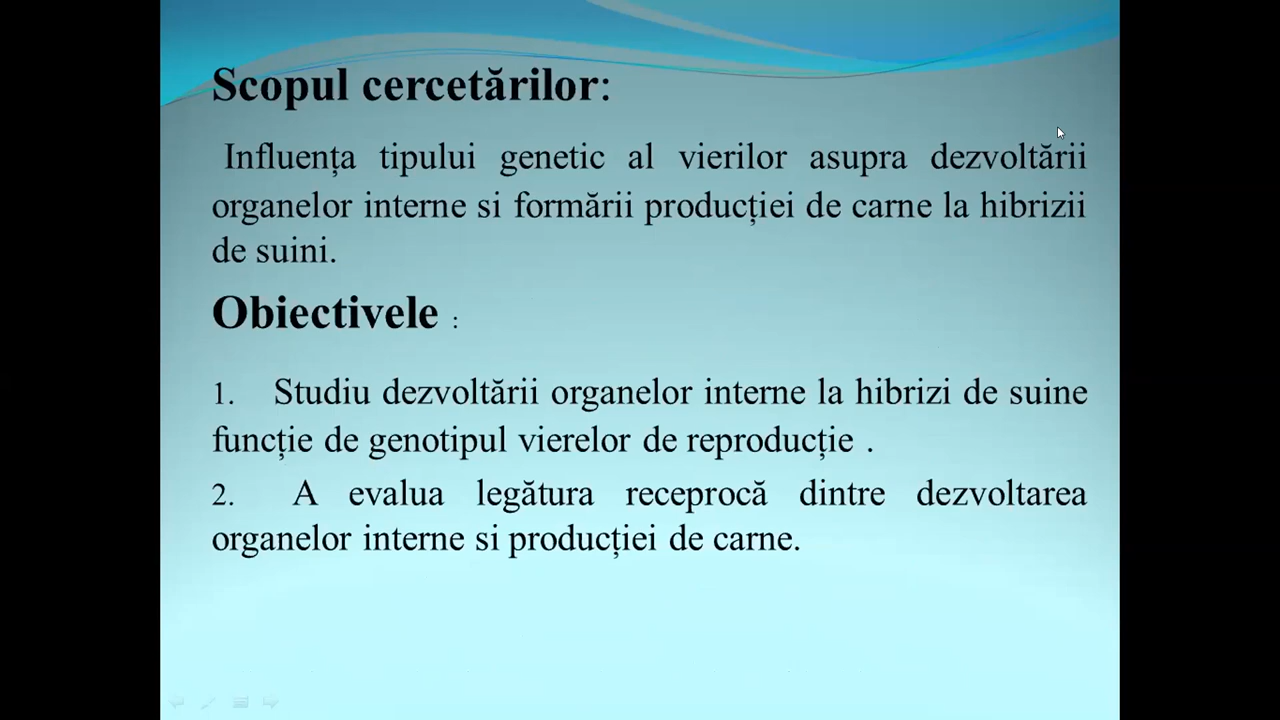 Scopul cercetărilor:
Influența tipului genetic al vierilor asupra dezvoltării
organelor interne si formării producției de carne la hibrizii
de suini.
Obiectivele :
1. Studiu dezvoltării organelor interne la hibrizi de suine
funcție de genotipul vierelor de reproducție .
2. A evalua legătura receprocă dintre dezvoltarea
organelor interne si producției de carne.